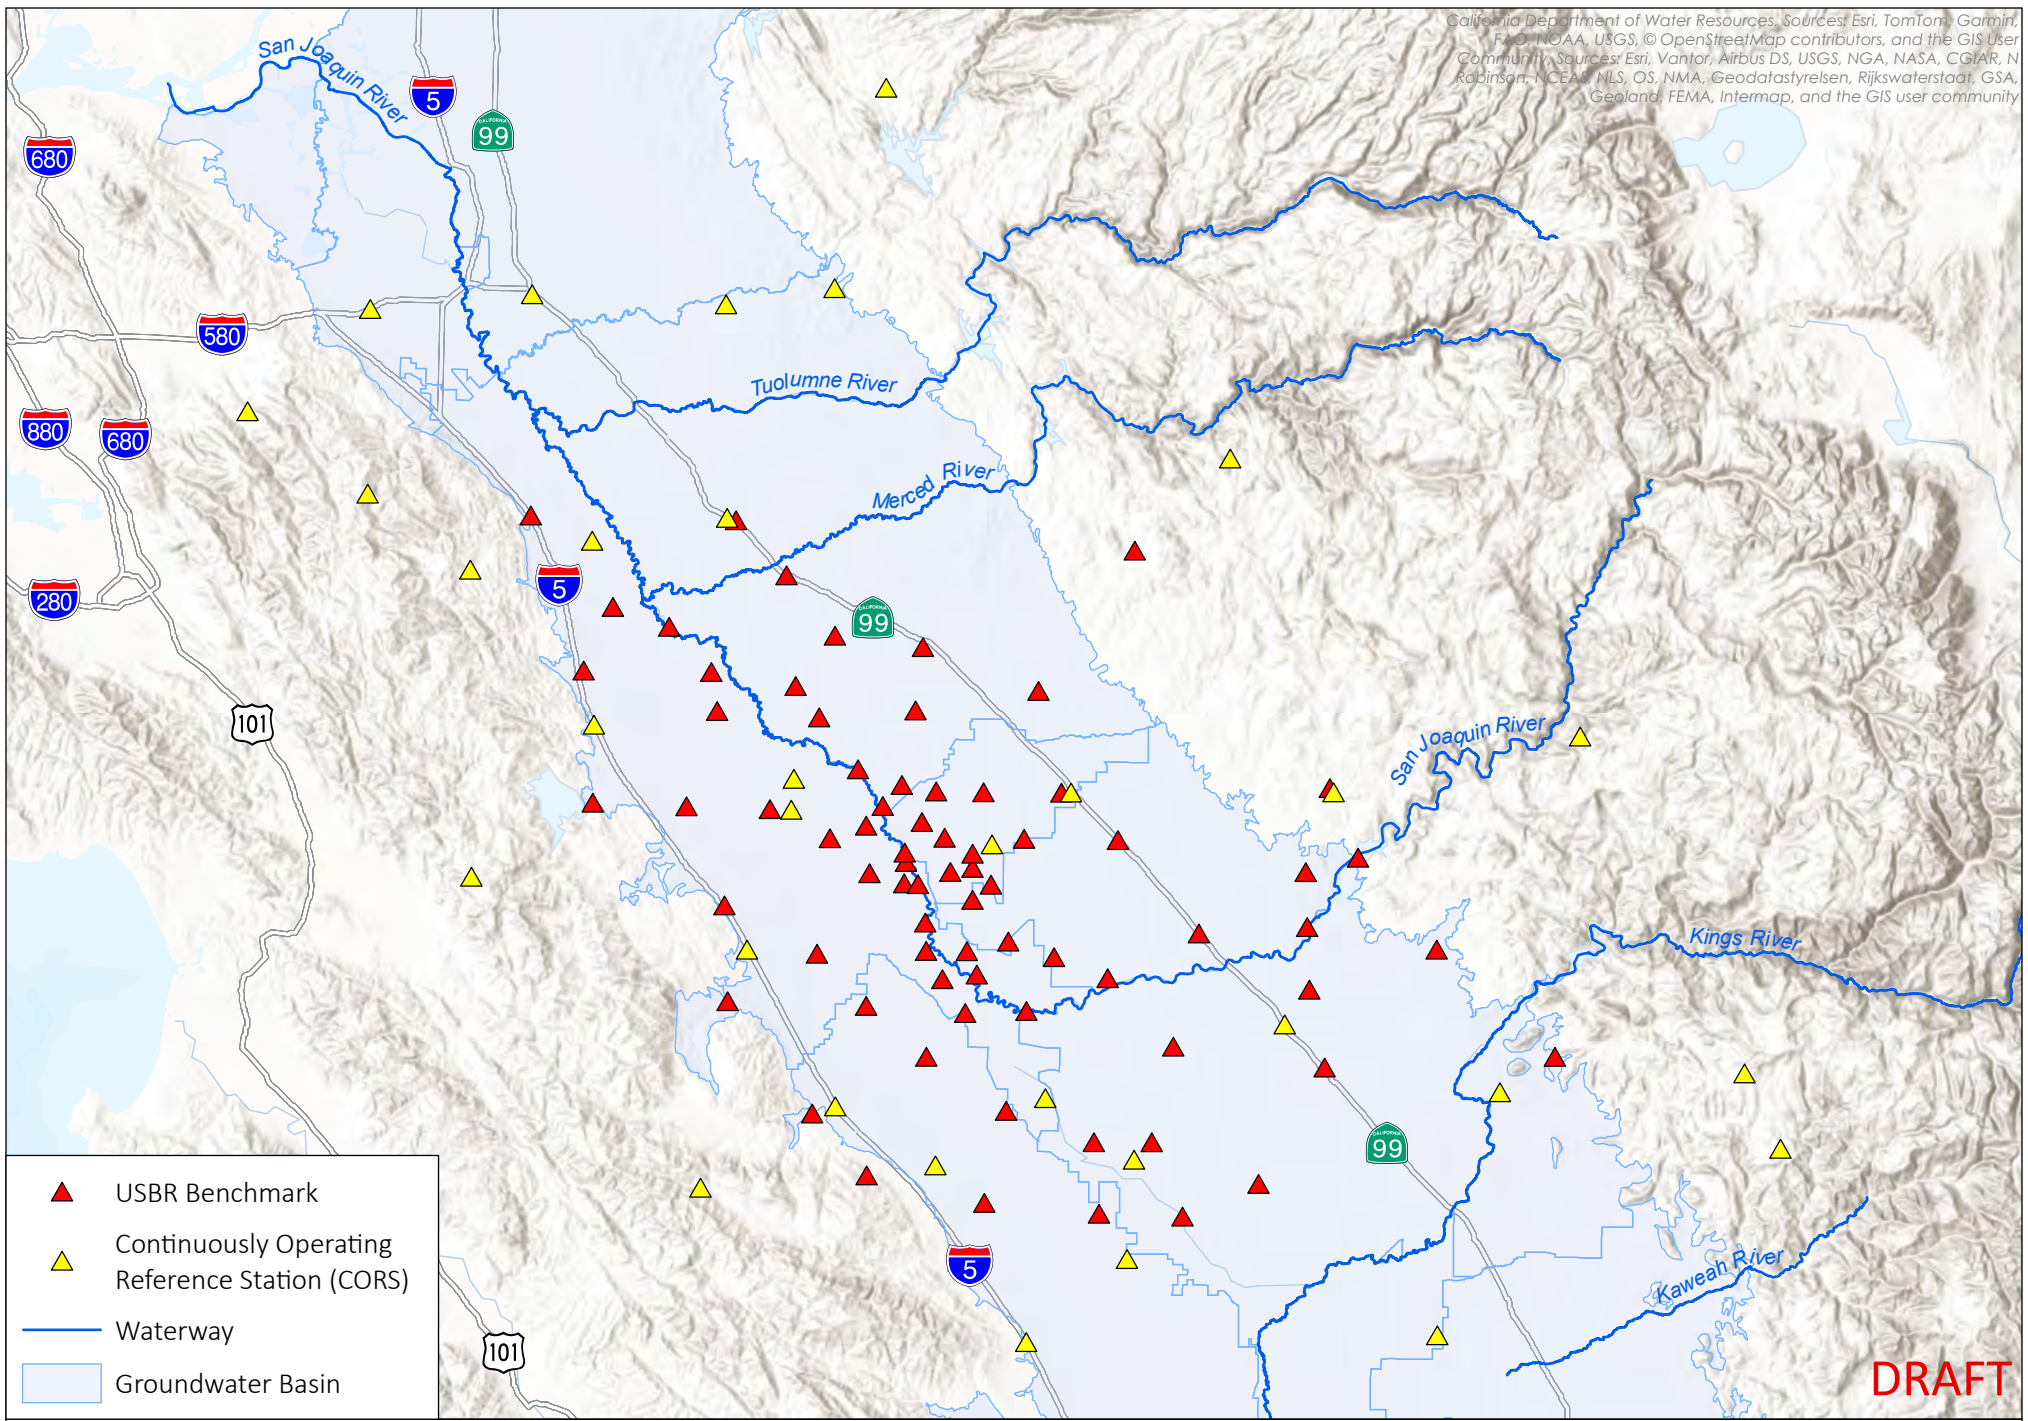 California Department of Water Resources, Sources: Esri, TomTom, Garmin,
FAO, NOAA, USGS, © OpenStreetMap contributors, and the GIS User
Community, Sources: Esri, Vantor, Airbus DS, USGS, NGA, NASA, CGIAR, N
Robinson, NCEAS, NLS, OS, NMA, Geodatastyrelsen, Rijkswaterstaat, GSA,
Geoland, FEMA, Intermap, and the GIS user community
San Joaquin River
5
CALIFORNIA
99
680
580
Tuolumne River
880
680
Merced River
280
5
CALIFORNIA
99
101
San Joaquin River
Kings River
CALIFORNIA
99
Kaweah River
5
101
USBR Benchmark
Continuously Operating
Reference Station (CORS)
Waterway
Groundwater Basin
DRAFT